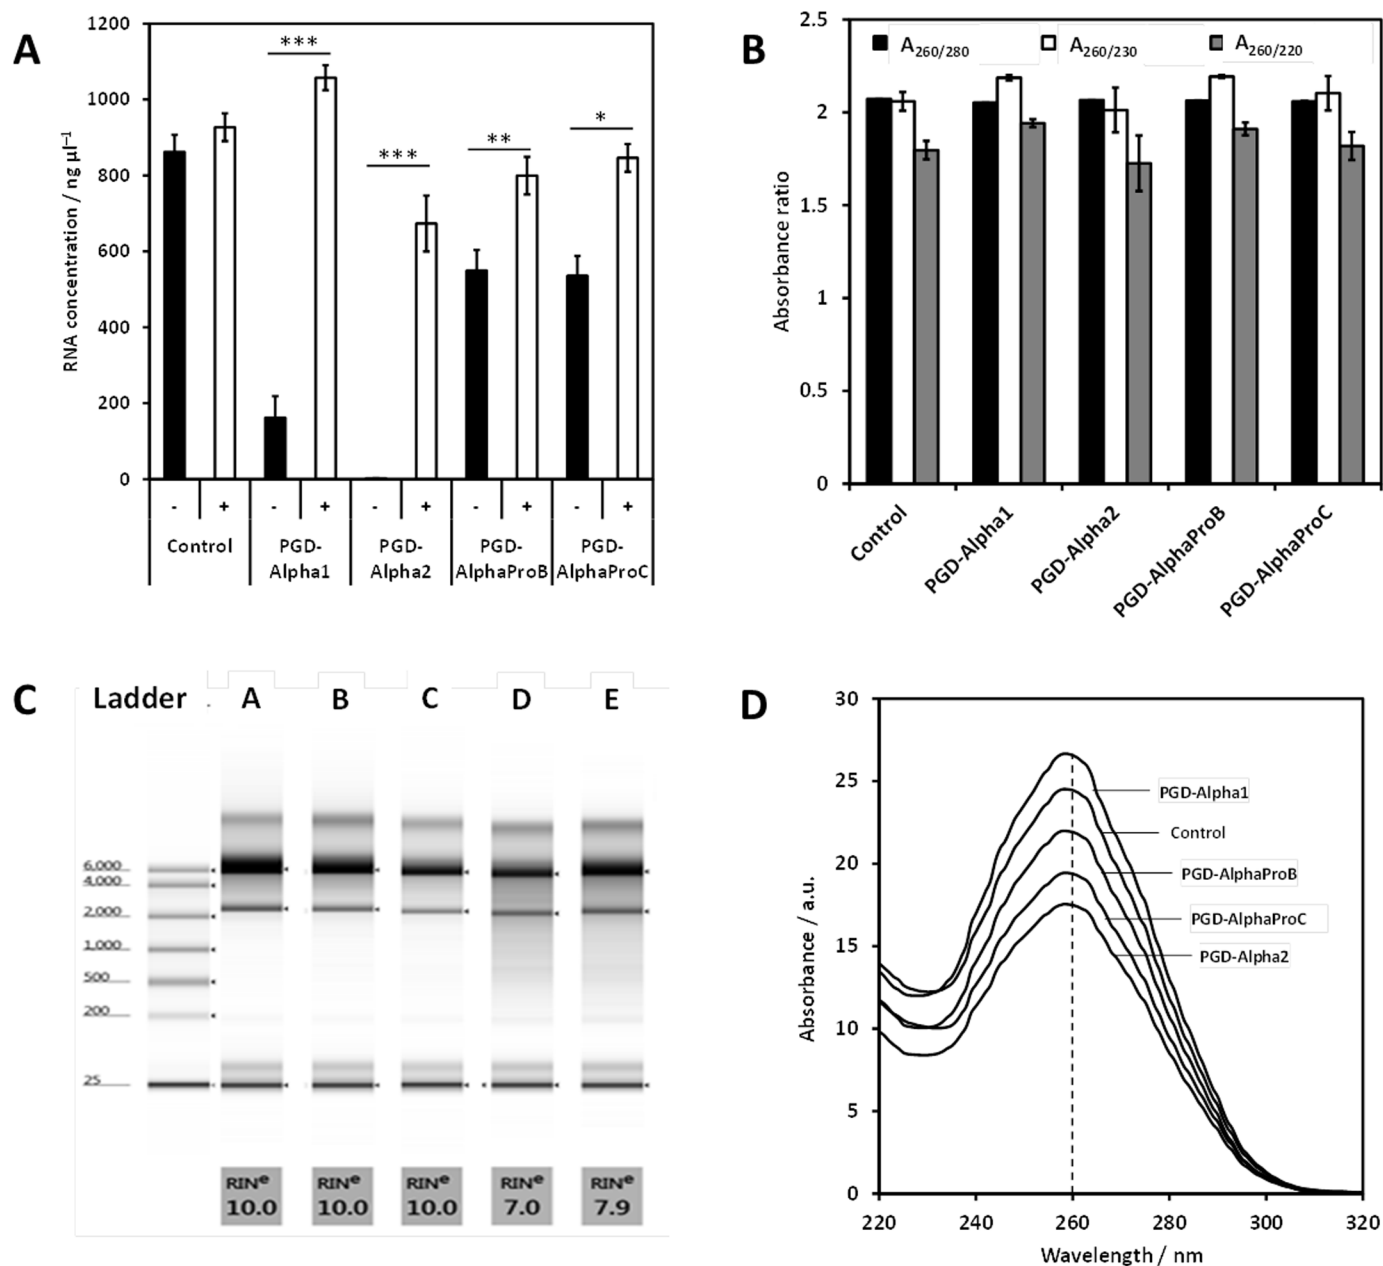 A
RNA concentration / ng µl⁻¹
1200
1000
800
600
400
200
0
***
***
**
*
- + - + - + - + - +
Control PGD-Alpha1 PGD-Alpha2 PGD-AlphaProB PGD-AlphaProC
B
Absorbance ratio
2.5
2
1.5
1
0.5
0
A260/280 A260/230 A260/220
Control PGD-Alpha1 PGD-Alpha2 PGD-AlphaProB PGD-AlphaProC
C
Ladder A B C D E
6,000
4,000
2,000
1,000
500
200
25
RINe RINe RINe RINe RINe
10.0 10.0 10.0 7.0 7.9
D
Absorbance / a.u.
30
25
20
15
10
5
0
PGD-Alpha1
Control
PGD-AlphaProB
PGD-AlphaProC
PGD-Alpha2
220 240 260 280 300 320
Wavelength / nm